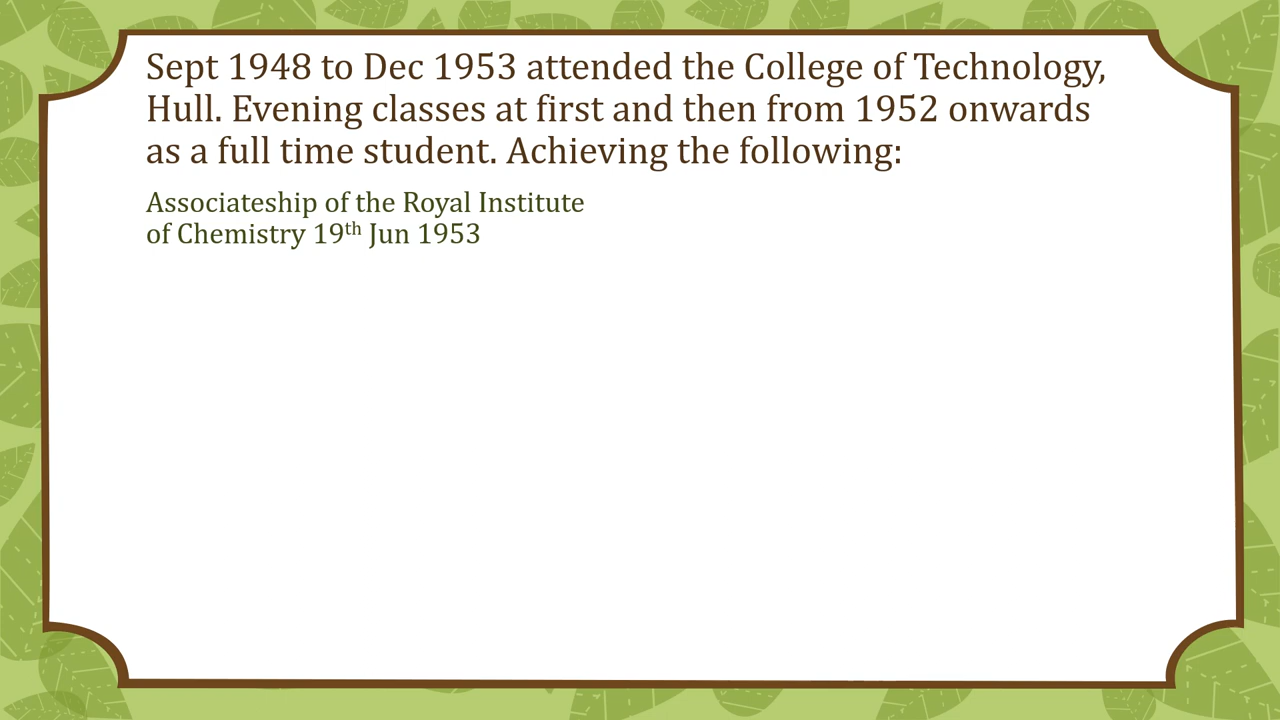 Sept 1948 to Dec 1953 attended the College of Technology,
Hull. Evening classes at first and then from 1952 onwards
as a full time student. Achieving the following:
Associateship of the Royal Institute
of Chemistry 19th Jun 1953